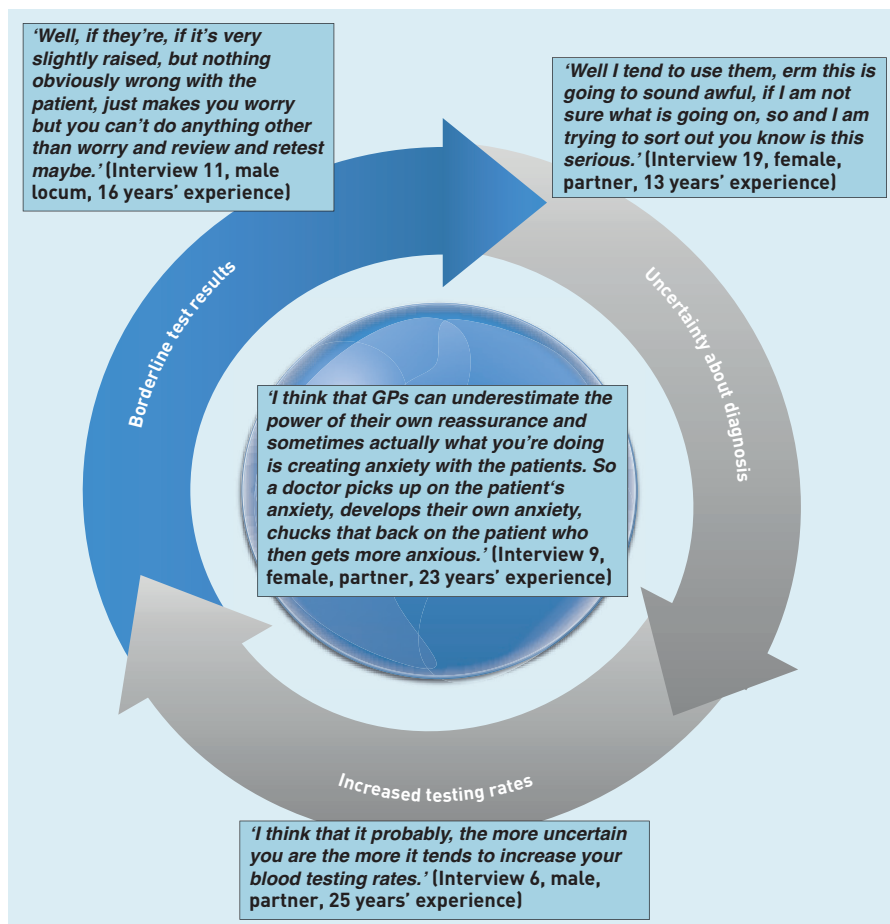 ‘Well, if they’re, if it’s very
slightly raised, but nothing
obviously wrong with the
patient, just makes you worry
but you can’t do anything other
than worry and review and retest
maybe.’ (Interview 11, male
locum, 16 years’ experience)
‘Well I tend to use them, erm this is
going to sound awful, if I am not
sure what is going on, so and I am
trying to sort out you know is this
serious.’ (Interview 19, female,
partner, 13 years’ experience)
Borderline test results
Uncertainty about diagnosis
‘I think that GPs can underestimate the
power of their own reassurance and
sometimes actually what you’re doing
is creating anxiety with the patients. So
a doctor picks up on the patient‘s
anxiety, develops their own anxiety,
chucks that back on the patient who
then gets more anxious.’ (Interview 9,
female, partner, 23 years’ experience)
Increased testing rates
‘I think that it probably, the more uncertain
you are the more it tends to increase your
blood testing rates.’ (Interview 6, male,
partner, 25 years’ experience)